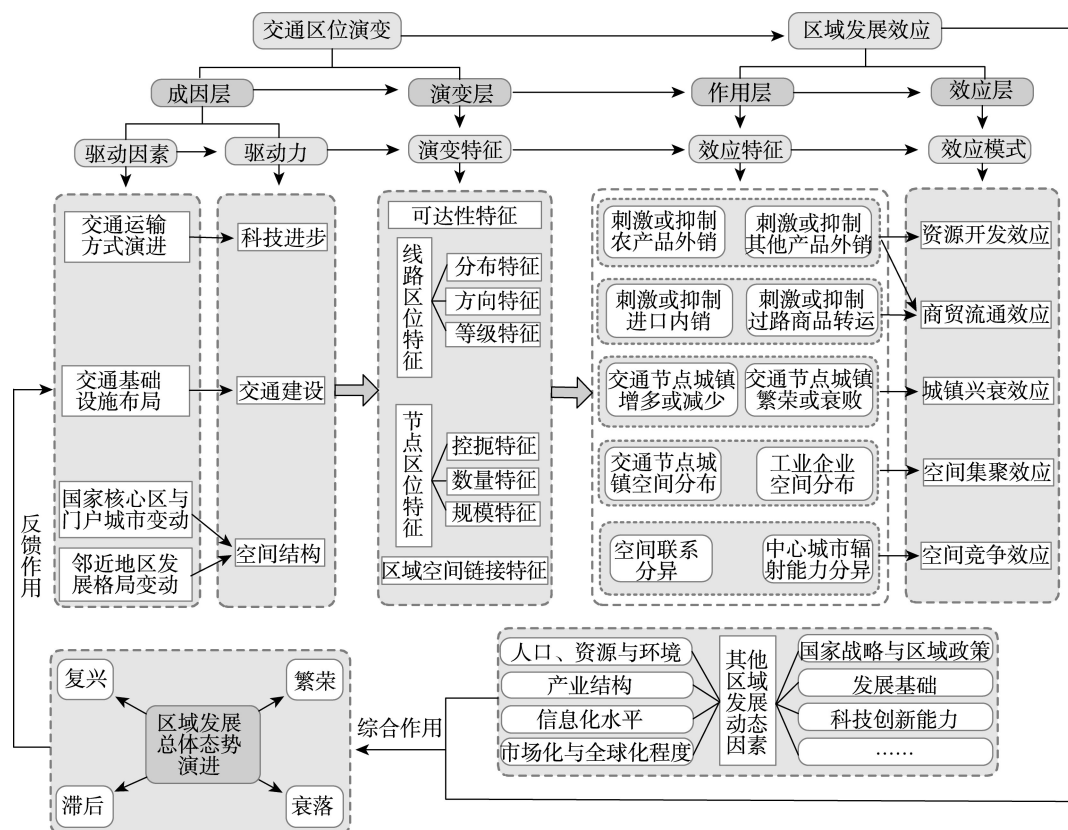 交通区位演变
区域发展效应
成因层
演变层
作用层
效应层
驱动因素
驱动力
演变特征
效应特征
效应模式
交通运输
方式演进
交通基础
设施布局
国家核心区与
门户城市变动
邻近地区发
展格局变动
科技进步
交通建设
空间结构
可达性特征
线路区位特征
分布特征
方向特征
等级特征
节点区位特征
控扼特征
数量特征
规模特征
区域空间链接特征
刺激或抑制
农产品外销
刺激或抑制
其他产品外销
刺激或抑制
进口内销
刺激或抑制
过路商品转运
交通节点城镇
增多或减少
交通节点城镇
繁荣或衰败
交通节点城
镇空间分布
工业企业
空间分布
空间联系
分异
中心城市辐
射能力分异
资源开发效应
商贸流通效应
城镇兴衰效应
空间集聚效应
空间竞争效应
反馈作用
复兴
繁荣
区域发展
总体态势
演进
滞后
衰落
综合作用
人口、资源与环境
产业结构
信息化水平
市场化与全球化程度
其他
区域
发展
动态
因素
国家战略与区域政策
发展基础
科技创新能力
……